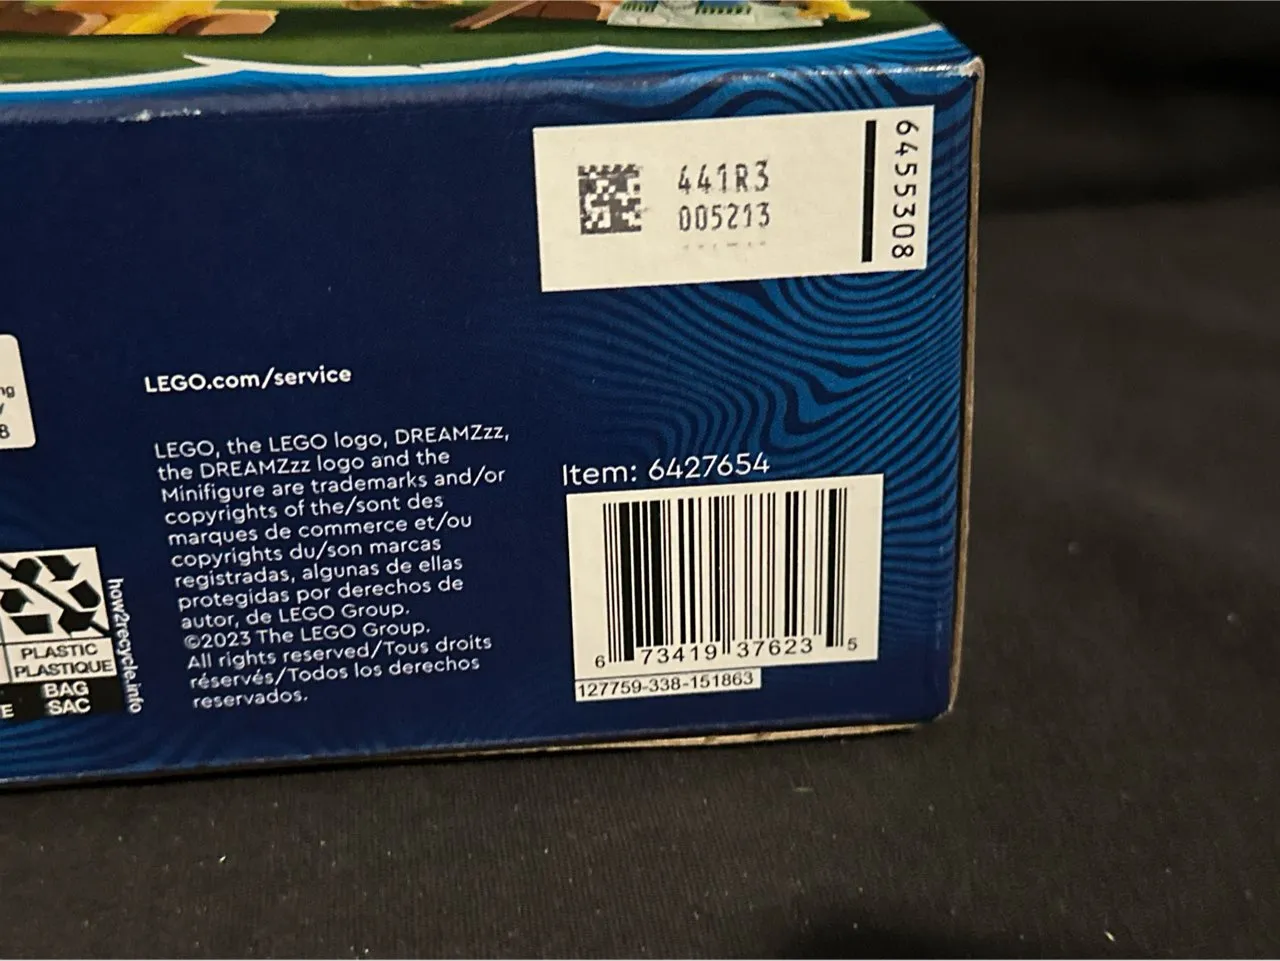 441R3
005213
6455308
ng
y
8
LEGO.com/service
LEGO, the LEGO logo, DREAMZzz,
the DREAMZzz logo and the
Minifigure are trademarks and/or
copyrights of the/sont des
marques de commerce et/ou
copyrights du/son marcas
registradas, algunas de ellas
protegidas por derechos de
autor, de LEGO Group.
©2023 The LEGO Group.
All rights reserved/Tous droits
réservés/Todos los derechos
reservados.
Item: 6427654
6 73419 37623 5
127759-338-151863
PLASTIC
PLASTIQUE
BAG
SAC
E
how2recycle.info